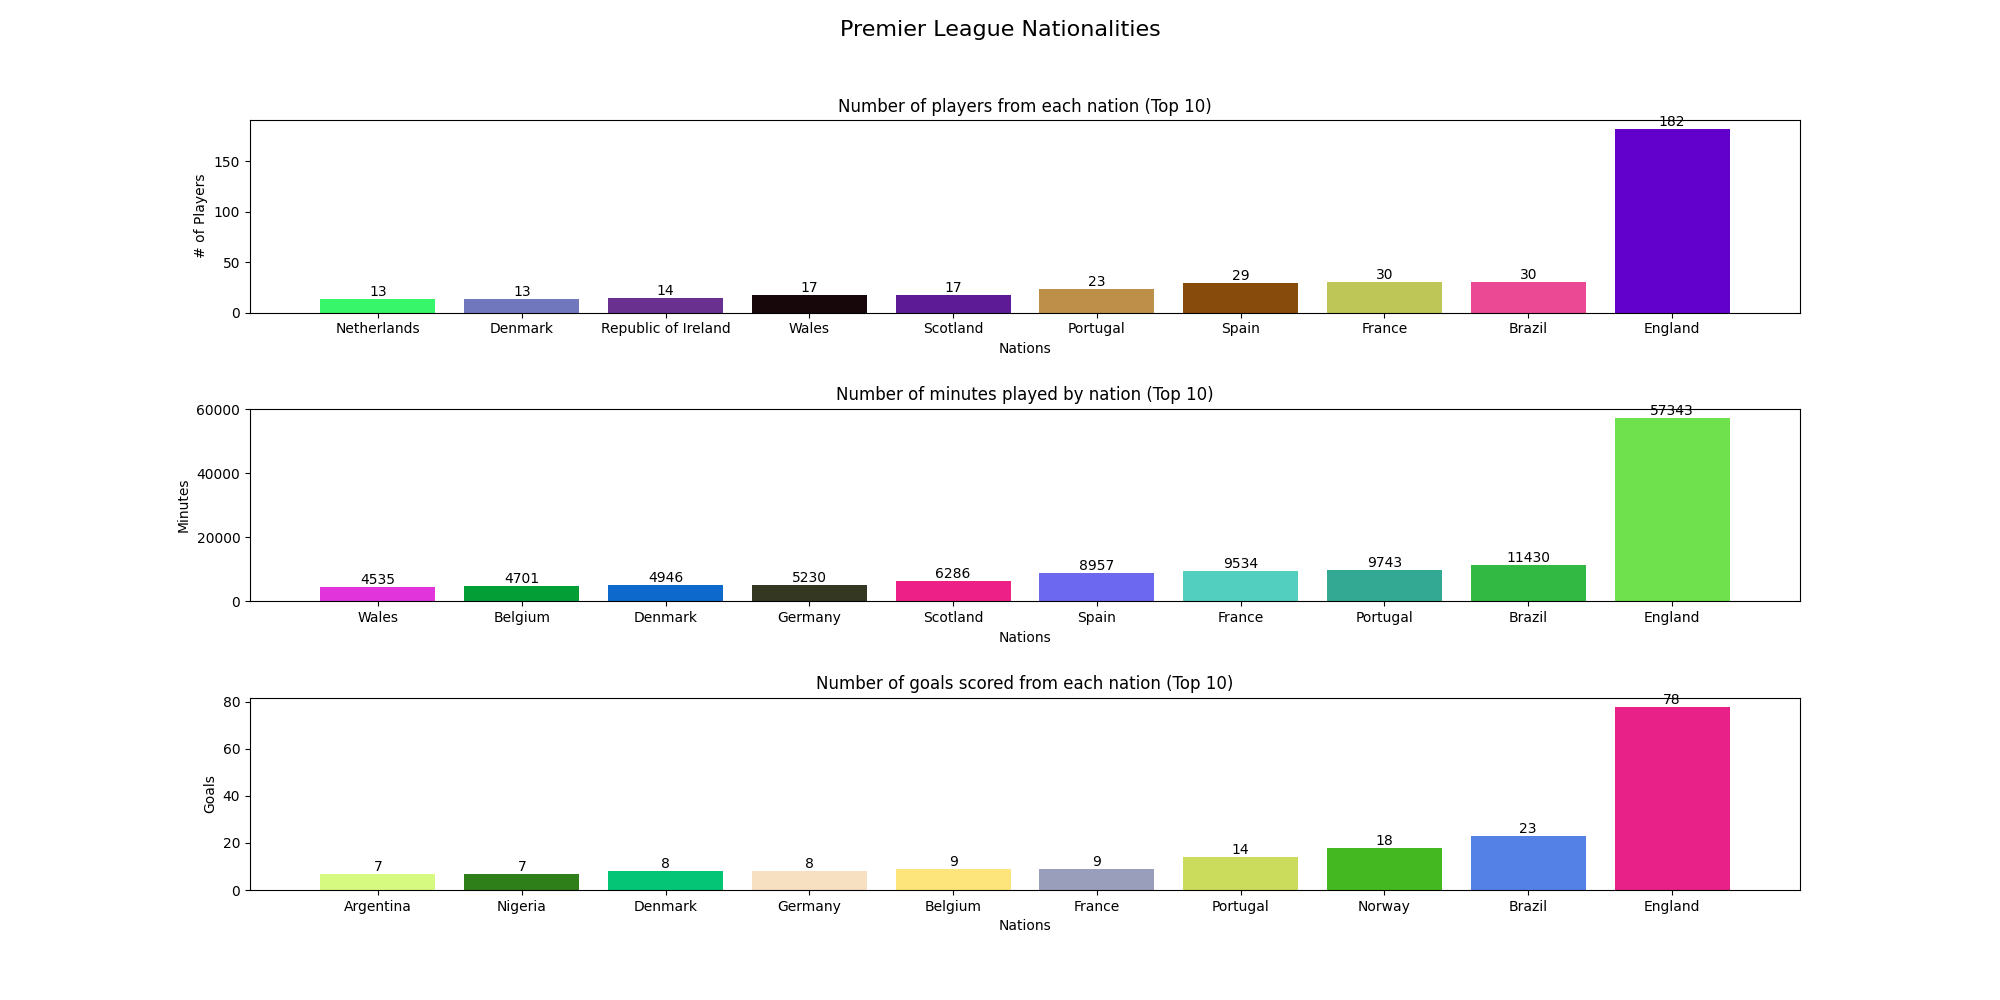 Premier League Nationalities
Number of players from each nation (Top 10)
# of Players
150
100
50
0
13 13 14 17 17 23 29 30 30 182
Netherlands Denmark Republic of Ireland Wales Scotland Portugal Spain France Brazil England
Nations
Number of minutes played by nation (Top 10)
Minutes
60000
40000
20000
0
4535 4701 4946 5230 6286 8957 9534 9743 11430 57343
Wales Belgium Denmark Germany Scotland Spain France Portugal Brazil England
Nations
Number of goals scored from each nation (Top 10)
Goals
80
60
40
20
0
7 7 8 8 9 9 14 18 23 78
Argentina Nigeria Denmark Germany Belgium France Portugal Norway Brazil England
Nations